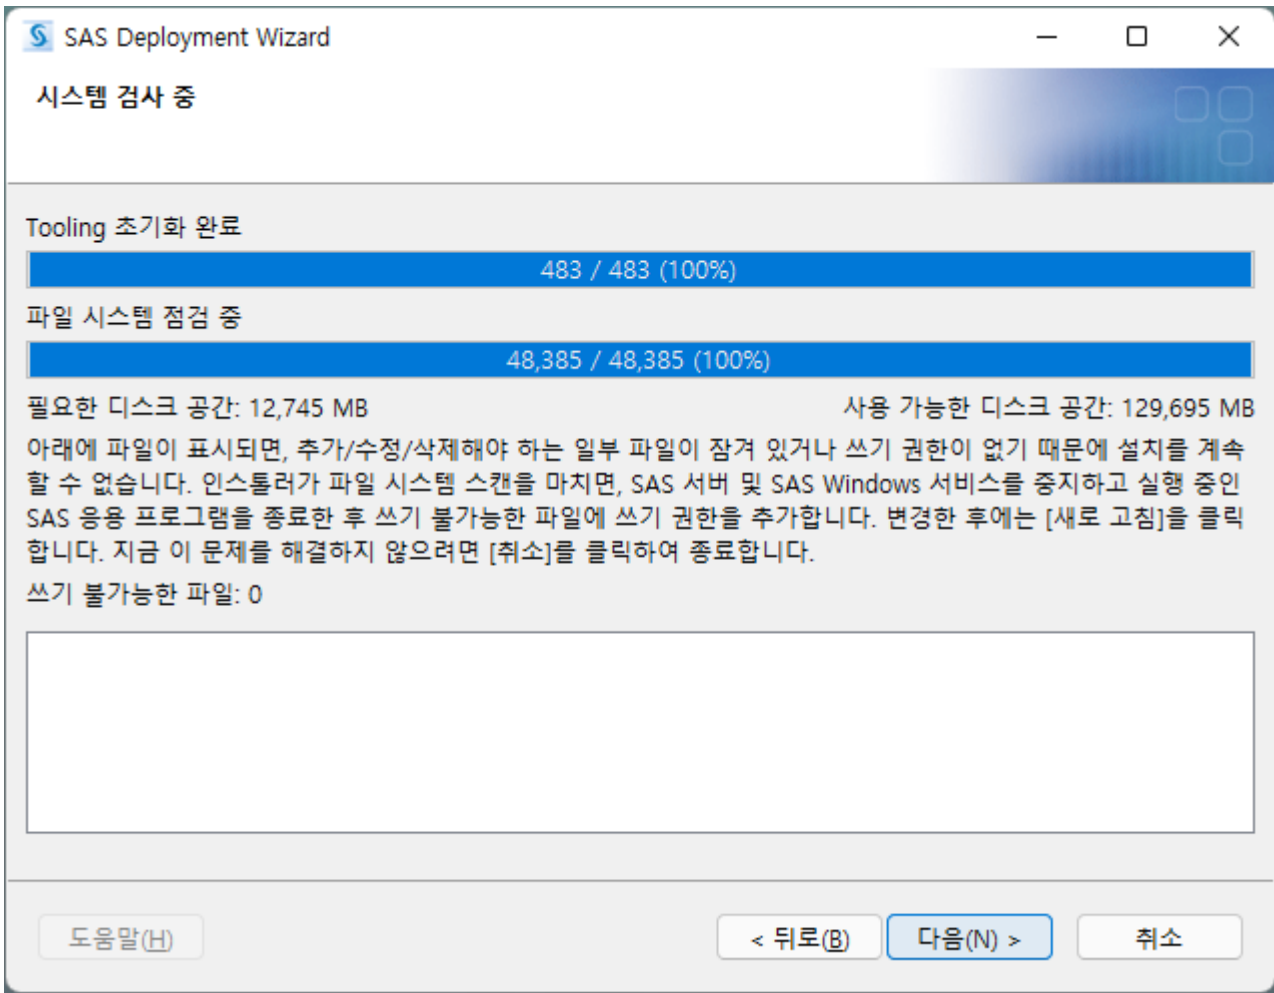 SAS Deployment Wizard
시스템 검사 중
Tooling 초기화 완료
483 / 483 (100%)
파일 시스템 점검 중
48,385 / 48,385 (100%)
필요한 디스크 공간: 12,745 MB 사용 가능한 디스크 공간: 129,695 MB
아래에 파일이 표시되면, 추가/수정/삭제해야 하는 일부 파일이 잠겨 있거나 쓰기 권한이 없기 때문에 설치를 계속
할 수 없습니다. 인스톨러가 파일 시스템 스캔을 마치면, SAS 서버 및 SAS Windows 서비스를 중지하고 실행 중인
SAS 응용 프로그램을 종료한 후 쓰기 불가능한 파일에 쓰기 권한을 추가합니다. 변경한 후에는 [새로 고침]을 클릭
합니다. 지금 이 문제를 해결하지 않으려면 [취소]를 클릭하여 종료합니다.
쓰기 불가능한 파일: 0
도움말(H) < 뒤로(B) 다음(N) > 취소